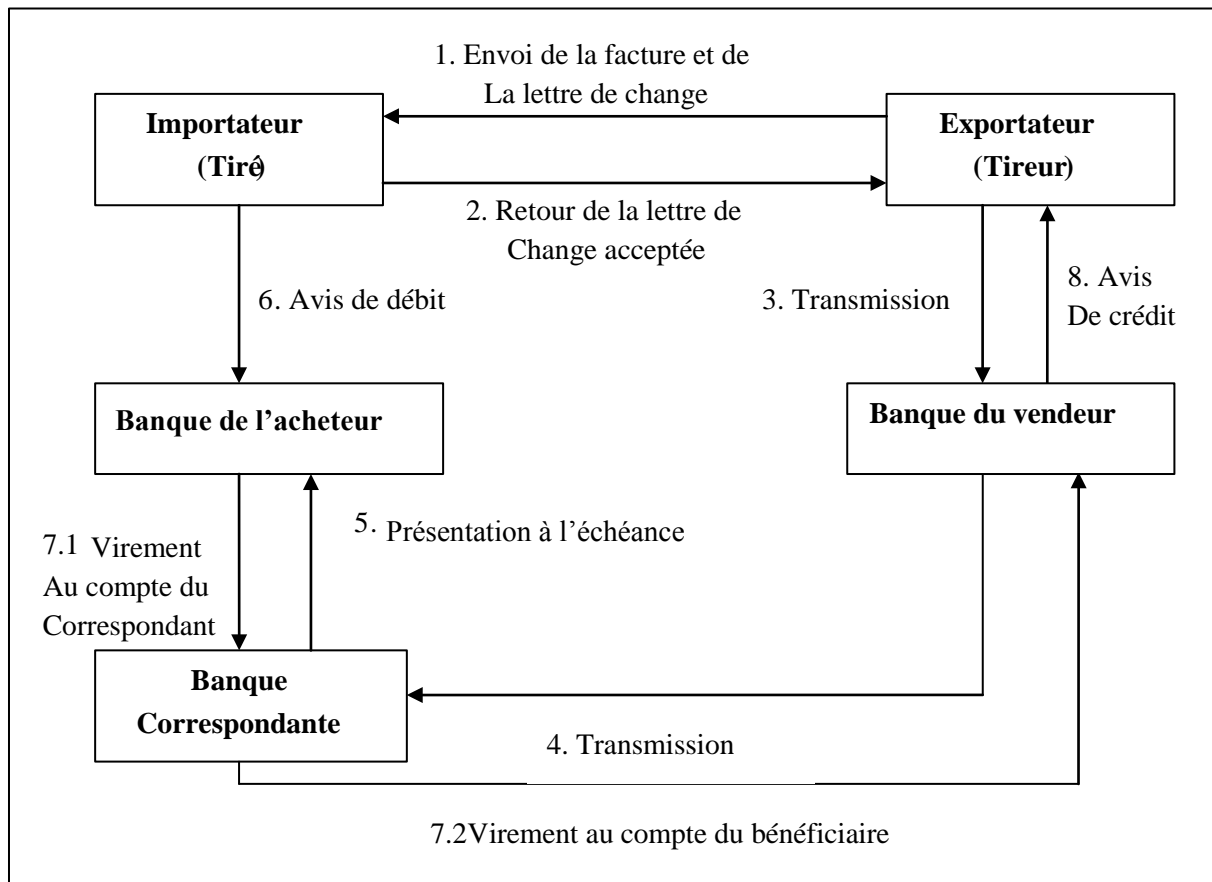 1. Envoi de la facture et de
La lettre de change
Importateur
(Tiré)
Exportateur
(Tireur)
2. Retour de la lettre de
Change acceptée
6. Avis de débit
3. Transmission
8. Avis
De crédit
Banque de l’acheteur
Banque du vendeur
5. Présentation à l’échéance
7.1 Virement
Au compte du
Correspondant
Banque
Correspondante
4. Transmission
7.2Virement au compte du bénéficiaire